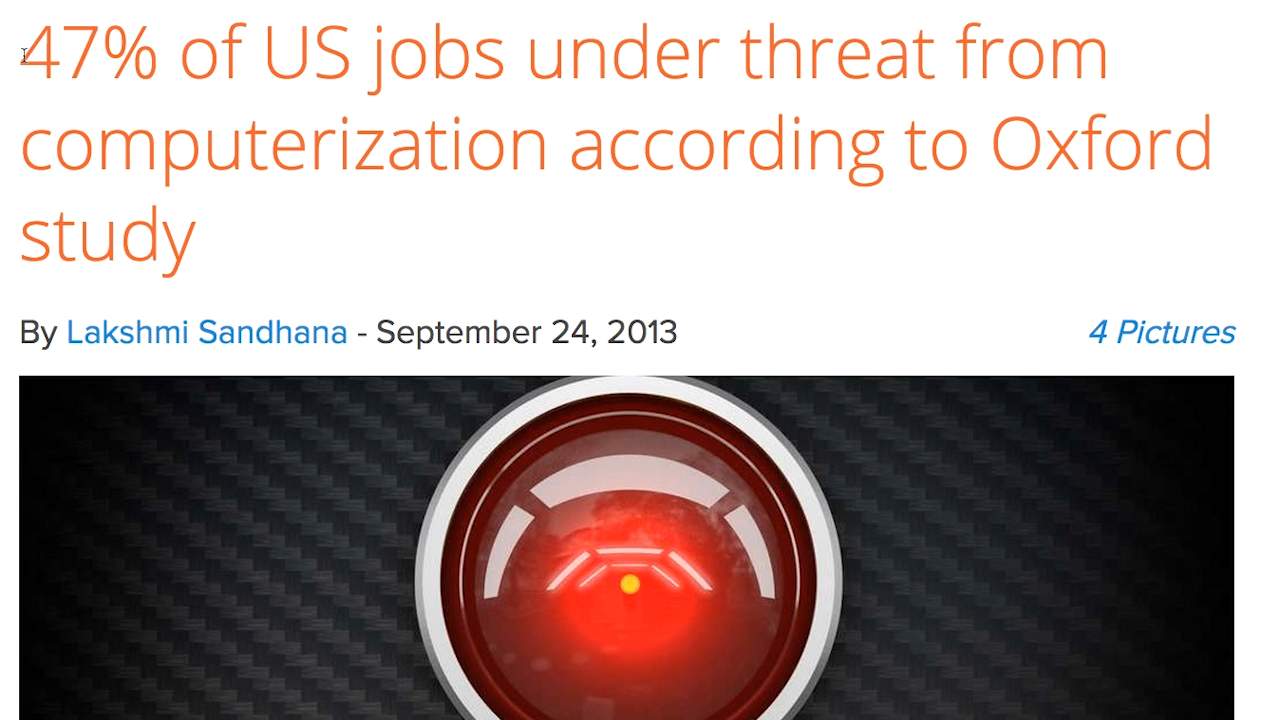 47% of US jobs under threat from
computerization according to Oxford
study
By Lakshmi Sandhana - September 24, 2013
4 Pictures